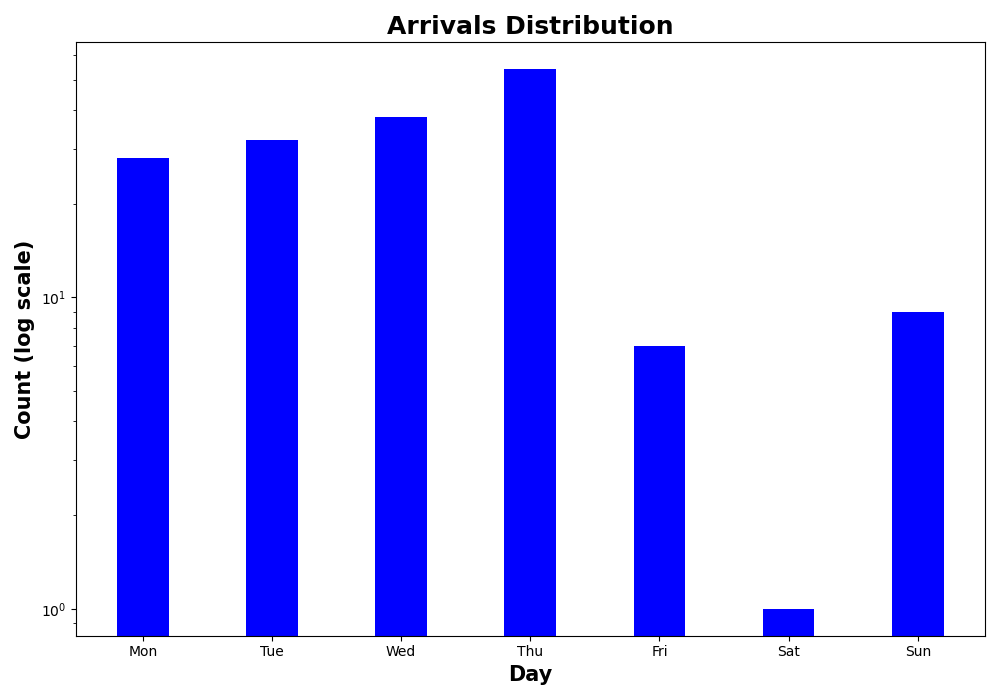 Arrivals Distribution
Count (log scale)
10¹
10⁰
Mon Tue Wed Thu Fri Sat Sun
Day